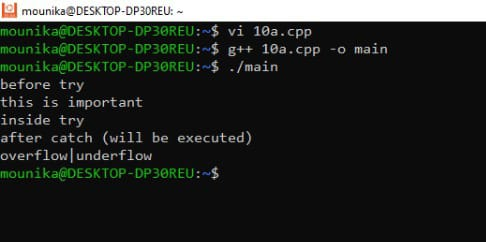 mounika@DESKTOP-DP30REU: ~
mounika@DESKTOP-DP30REU:~$ vi 10a.cpp
mounika@DESKTOP-DP30REU:~$ g++ 10a.cpp -o main
mounika@DESKTOP-DP30REU:~$ ./main
before try
this is important
inside try
after catch (will be executed)
overflow|underflow
mounika@DESKTOP-DP30REU:~$